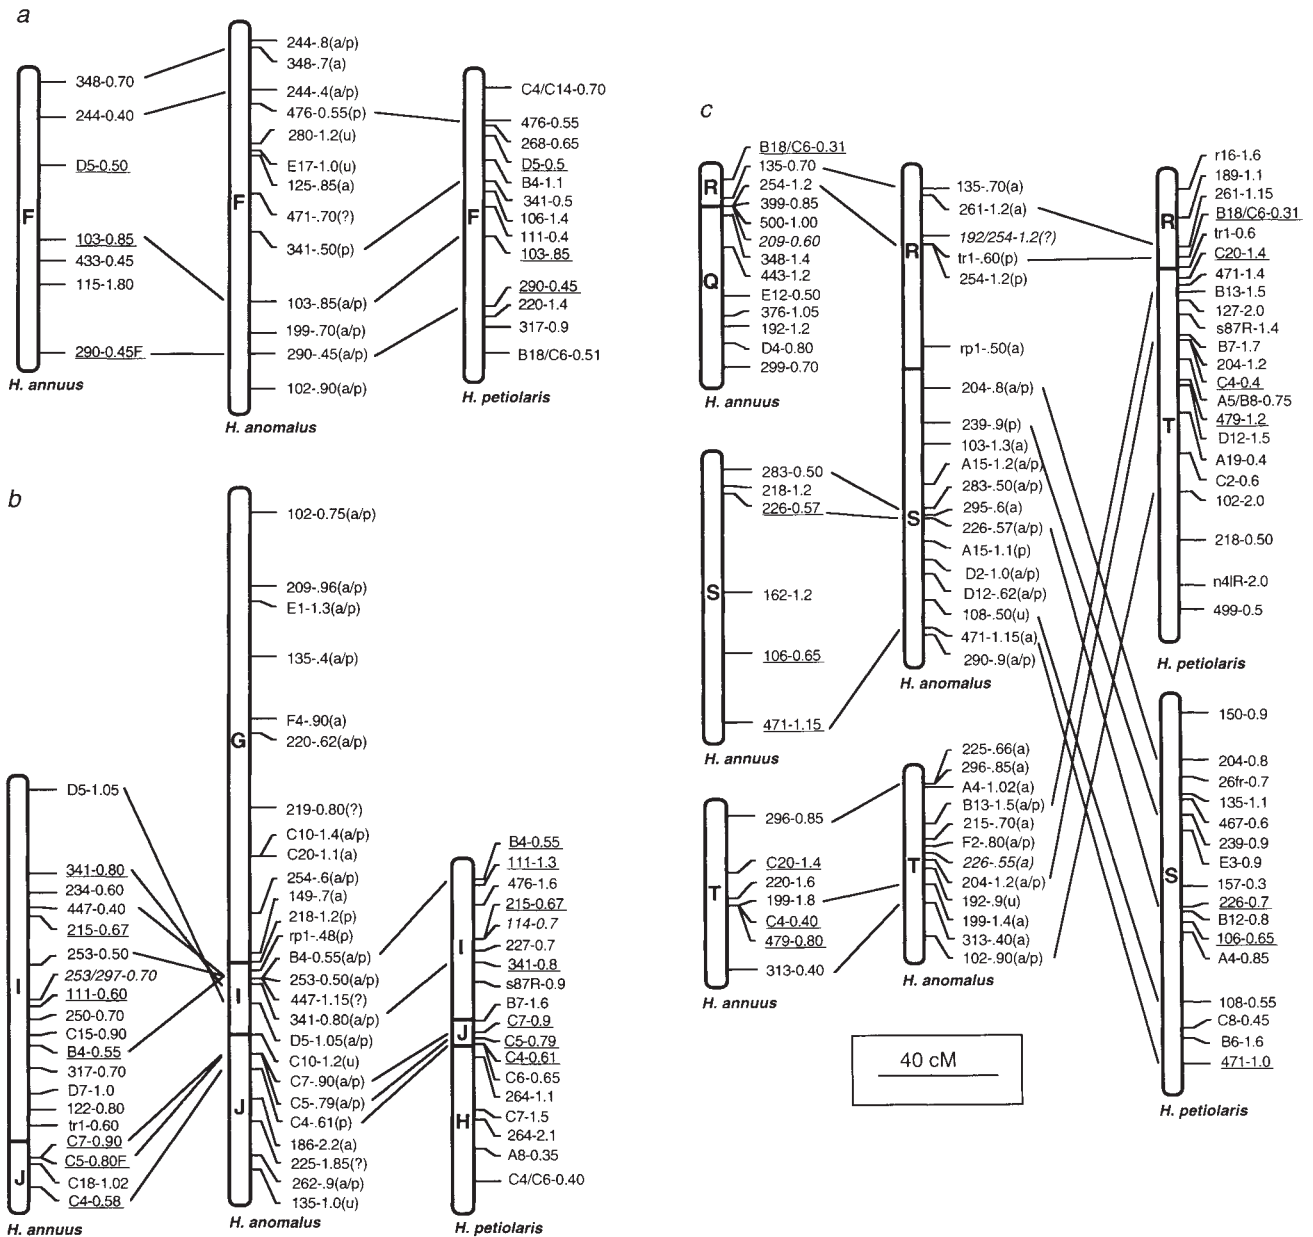 a
348-0.70
244-0.40
D5-0.50
F
103-0.85
433-0.45
115-1.80
290-0.45F
H. annuus
244-.8(a/p)
348-.7(a)
244-.4(a/p)
476-0.55(p)
280-1.2(u)
E17-1.0(u)
125-.85(a)
F
471-.70(?)
341-.50(p)
103-.85(a/p)
199-.70(a/p)
290-.45(a/p)
102-.90(a/p)
H. anomalus
C4/C14-0.70
476-0.55
268-0.65
D5-0.5
B4-1.1
341-0.5
F
106-1.4
111-0.4
103-.85
290-0.45
220-1.4
317-0.9
B18/C6-0.51
H. petiolaris
b
D5-1.05
341-0.80
234-0.60
447-0.40
215-0.67
253-0.50
253/297-0.70
I
111-0.60
250-0.70
C15-0.90
B4-0.55
317-0.70
D7-1.0
122-0.80
tr1-0.60
C7-0.90
C5-0.80F
J
C18-1.02
C4-0.58
H. annuus
102-0.75(a/p)
209-.96(a/p)
E1-1.3(a/p)
135-.4(a/p)
F4-.90(a)
G
220-.62(a/p)
219-0.80(?)
C10-1.4(a/p)
C20-1.1(a)
254-.6(a/p)
149-.7(a)
218-1.2(p)
rp1-.48(p)
B4-0.55(a/p)
253-0.50(a/p)
I
447-1.15(?)
341-0.80(a/p)
D5-1.05(a/p)
C10-1.2(u)
C7-.90(a/p)
C5-.79(a/p)
J
C4-.61(p)
186-2.2(a)
225-1.85(?)
262-.9(a/p)
135-1.0(u)
H. anomalus
B4-0.55
111-1.3
476-1.6
215-0.67
114-0.7
I
227-0.7
341-0.8
s87R-0.9
B7-1.6
C7-0.9
J
C5-0.79
C4-0.61
C6-0.65
264-1.1
C7-1.5
H
264-2.1
A8-0.35
C4/C6-0.40
H. petiolaris
c
B18/C6-0.31
135-0.70
R
254-1.2
399-0.85
500-1.00
209-0.60
348-1.4
443-1.2
Q
E12-0.50
376-1.05
192-1.2
D4-0.80
299-0.70
H. annuus
283-0.50
218-1.2
226-0.57
S
162-1.2
106-0.65
471-1.15
H. annuus
296-0.85
C20-1.4
220-1.6
T
199-1.8
C4-0.40
479-0.80
313-0.40
H. annuus
135-.70(a)
261-1.2(a)
192/254-1.2(?)
R
tr1-.60(p)
254-1.2(p)
rp1-.50(a)
204-.8(a/p)
239-.9(p)
103-1.3(a)
A15-1.2(a/p)
283-.50(a/p)
295-.6(a)
S
226-.57(a/p)
A15-1.1(p)
D2-1.0(a/p)
D12-.62(a/p)
108-.50(u)
471-1.15(a)
290-.9(a/p)
H. anomalus
225-.66(a)
296-.85(a)
A4-1.02(a)
B13-1.5(a/p)
215-.70(a)
F2-.80(a/p)
T
226-.55(a)
204-1.2(a/p)
192-.9(u)
199-1.4(a)
313-.40(a)
102-.90(a/p)
H. anomalus
r16-1.6
189-1.1
261-1.15
B18/C6-0.31
R
tr1-0.6
C20-1.4
471-1.4
B13-1.5
127-2.0
s87R-1.4
B7-1.7
204-1.2
C4-0.4
A5/B8-0.75
479-1.2
T
D12-1.5
A19-0.4
C2-0.6
102-2.0
218-0.50
n4IR-2.0
499-0.5
H. petiolaris
150-0.9
204-0.8
26fr-0.7
135-1.1
467-0.6
239-0.9
E3-0.9
S
157-0.3
226-0.7
B12-0.8
106-0.65
A4-0.85
108-0.55
C8-0.45
B6-1.6
471-1.0
H. petiolaris
40 cM